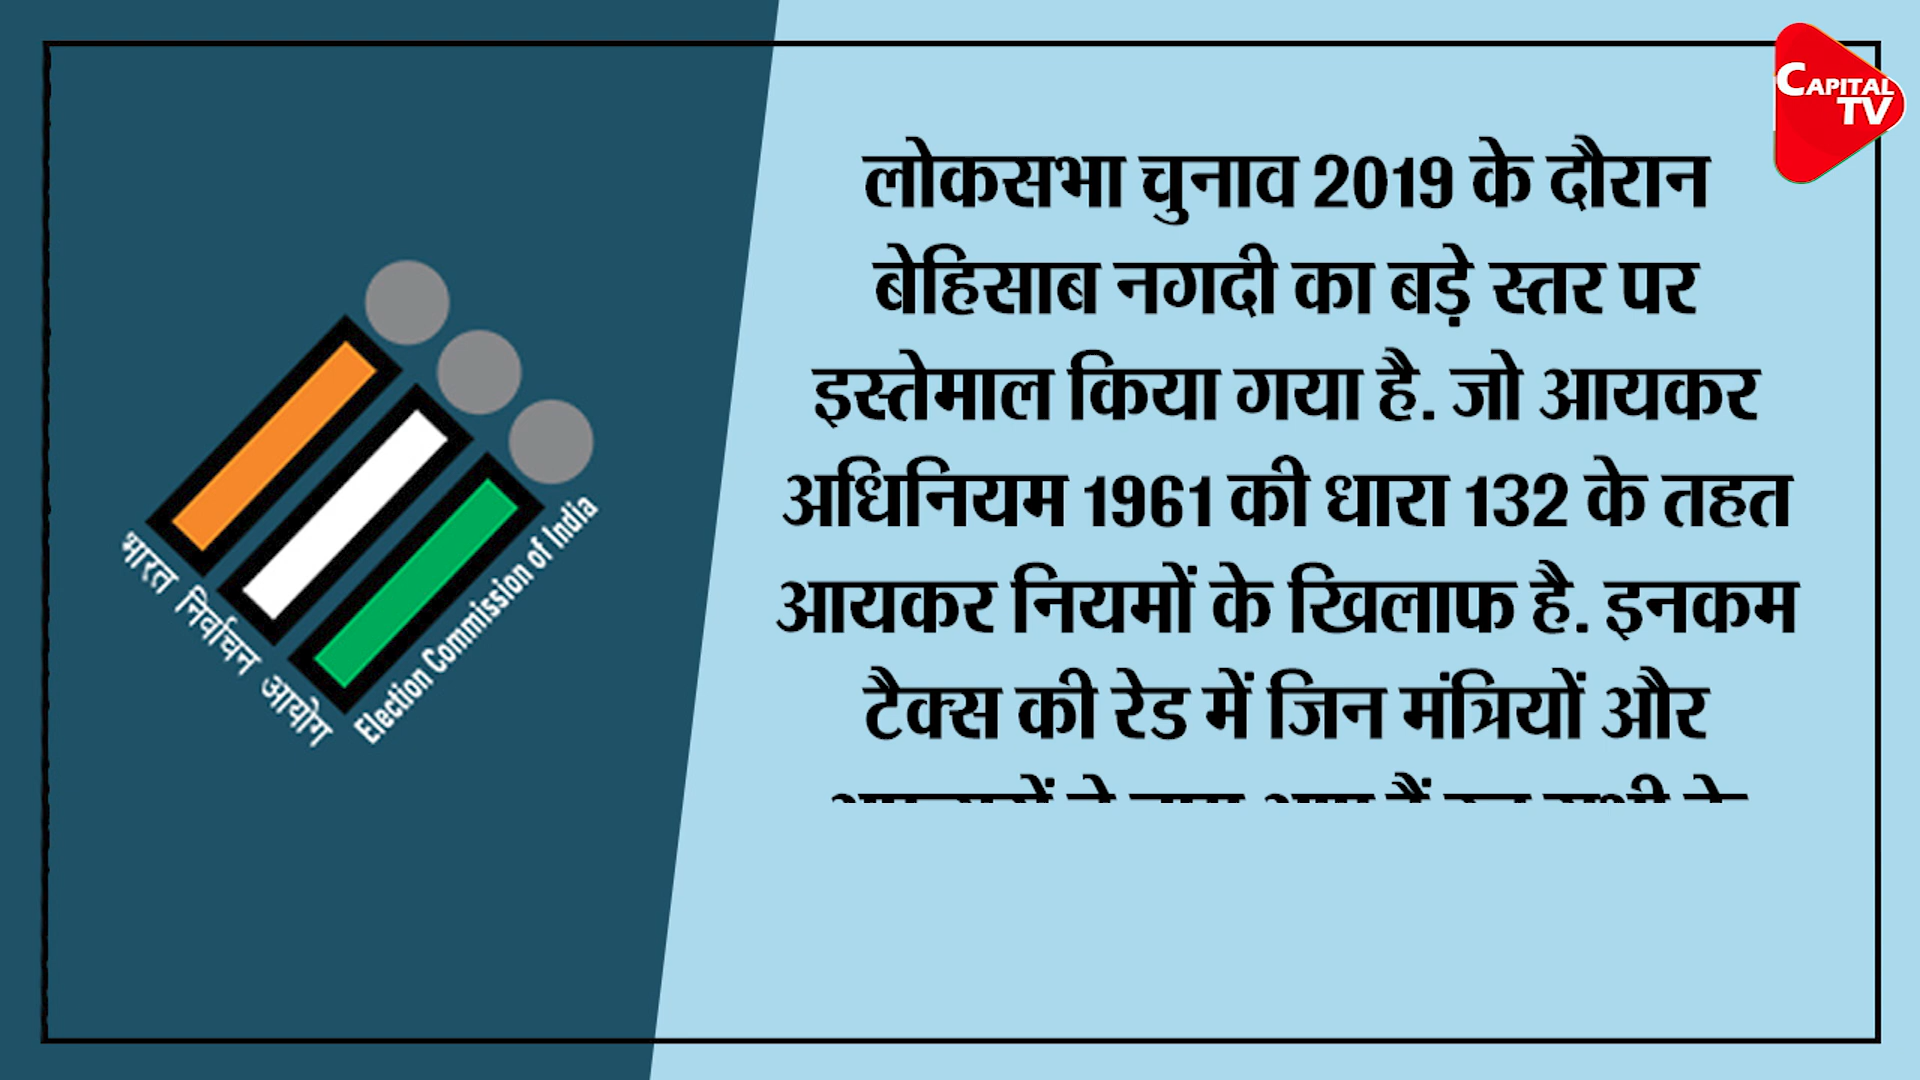 CAPITAL
TV
लोकसभा चुनाव 2019 के दौरान
बेहिसाब नगदी का बड़े स्तर पर
इस्तेमाल किया गया है. जो आयकर
अधिनियम 1961 की धारा 132 के तहत
आयकर नियमों के खिलाफ है. इनकम
टैक्स की रेड में जिन मंत्रियों और
भारत निर्वाचन आयोग
Election Commission of India